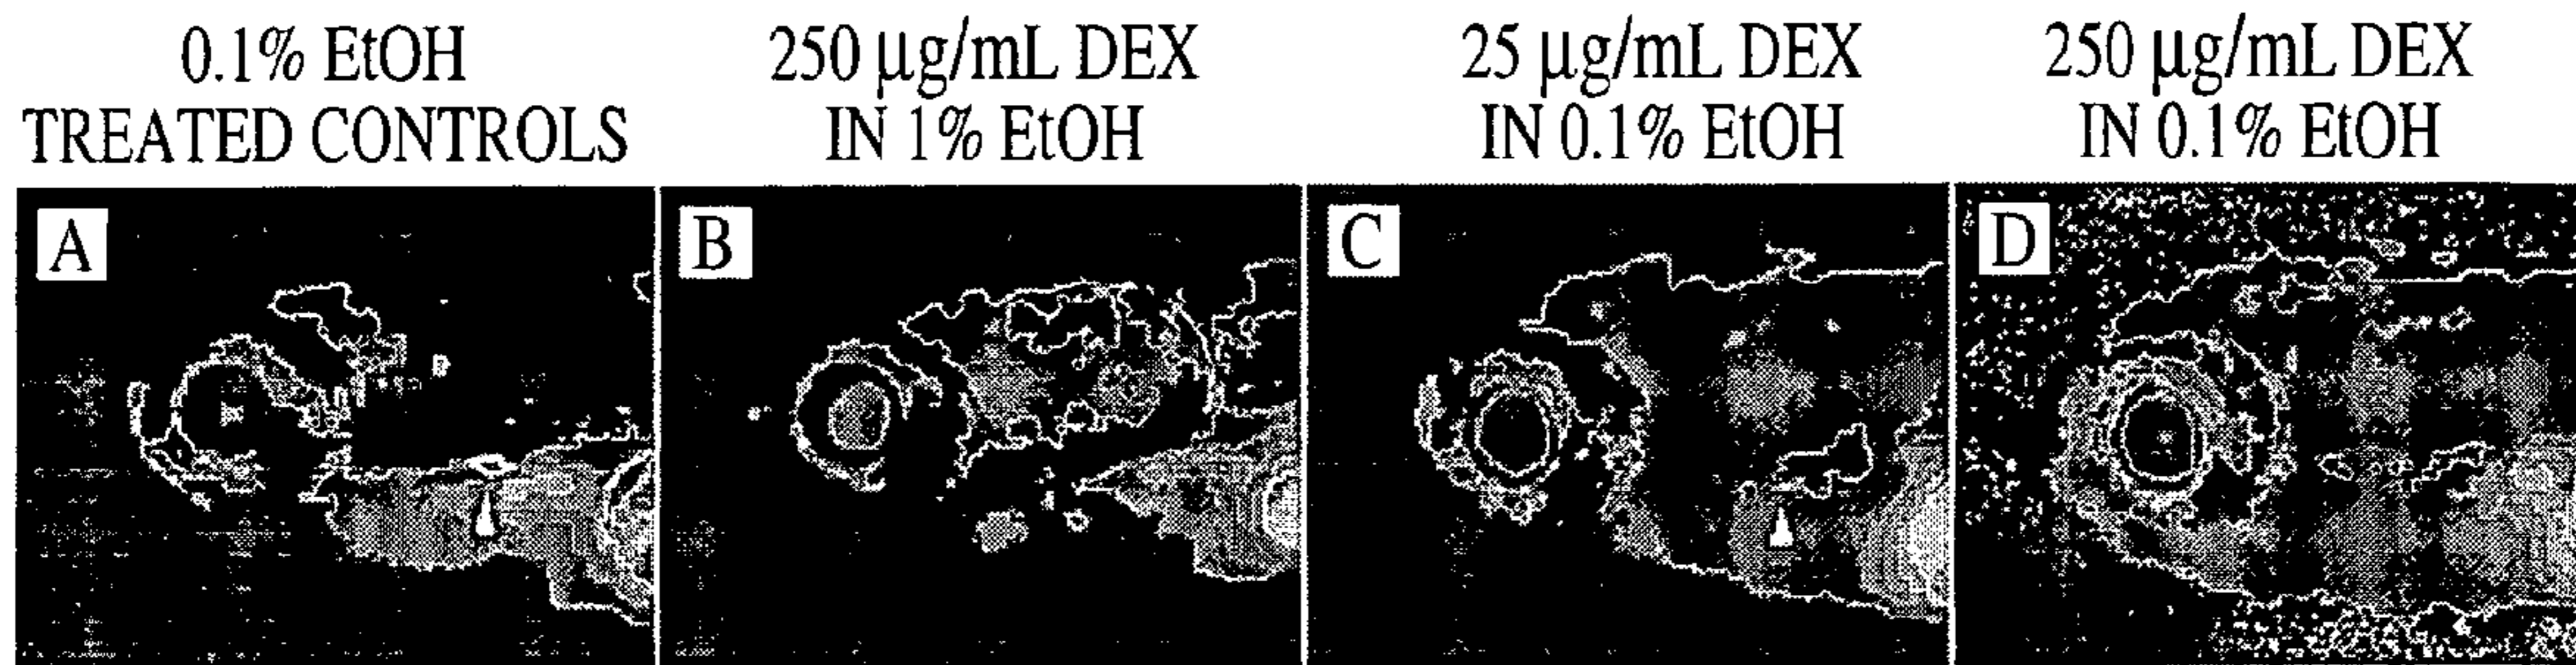 0.1% EtOH
TREATED CONTROLS
250 µg/mL DEX
IN 1% EtOH
25 µg/mL DEX
IN 0.1% EtOH
250 µg/mL DEX
IN 0.1% EtOH
A
B
C
D